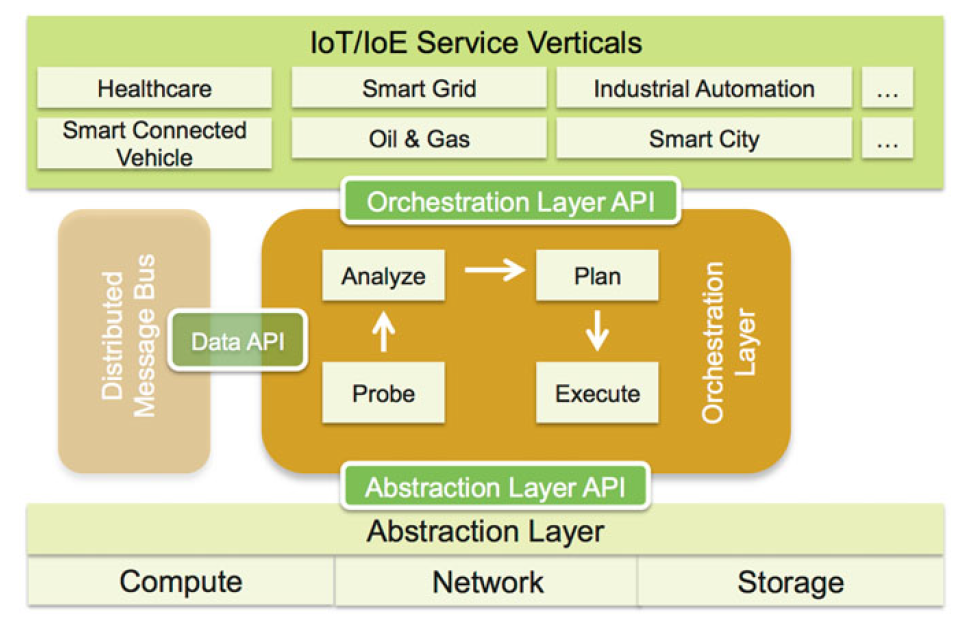 IoT/IoE Service Verticals
Healthcare
Smart Grid
Industrial Automation
...
Smart Connected
Vehicle
Oil & Gas
Smart City
...
Orchestration Layer API
Distributed
Message Bus
Data API
Analyze
Plan
Probe
Execute
Orchestration
Layer
Abstraction Layer API
Abstraction Layer
Compute
Network
Storage